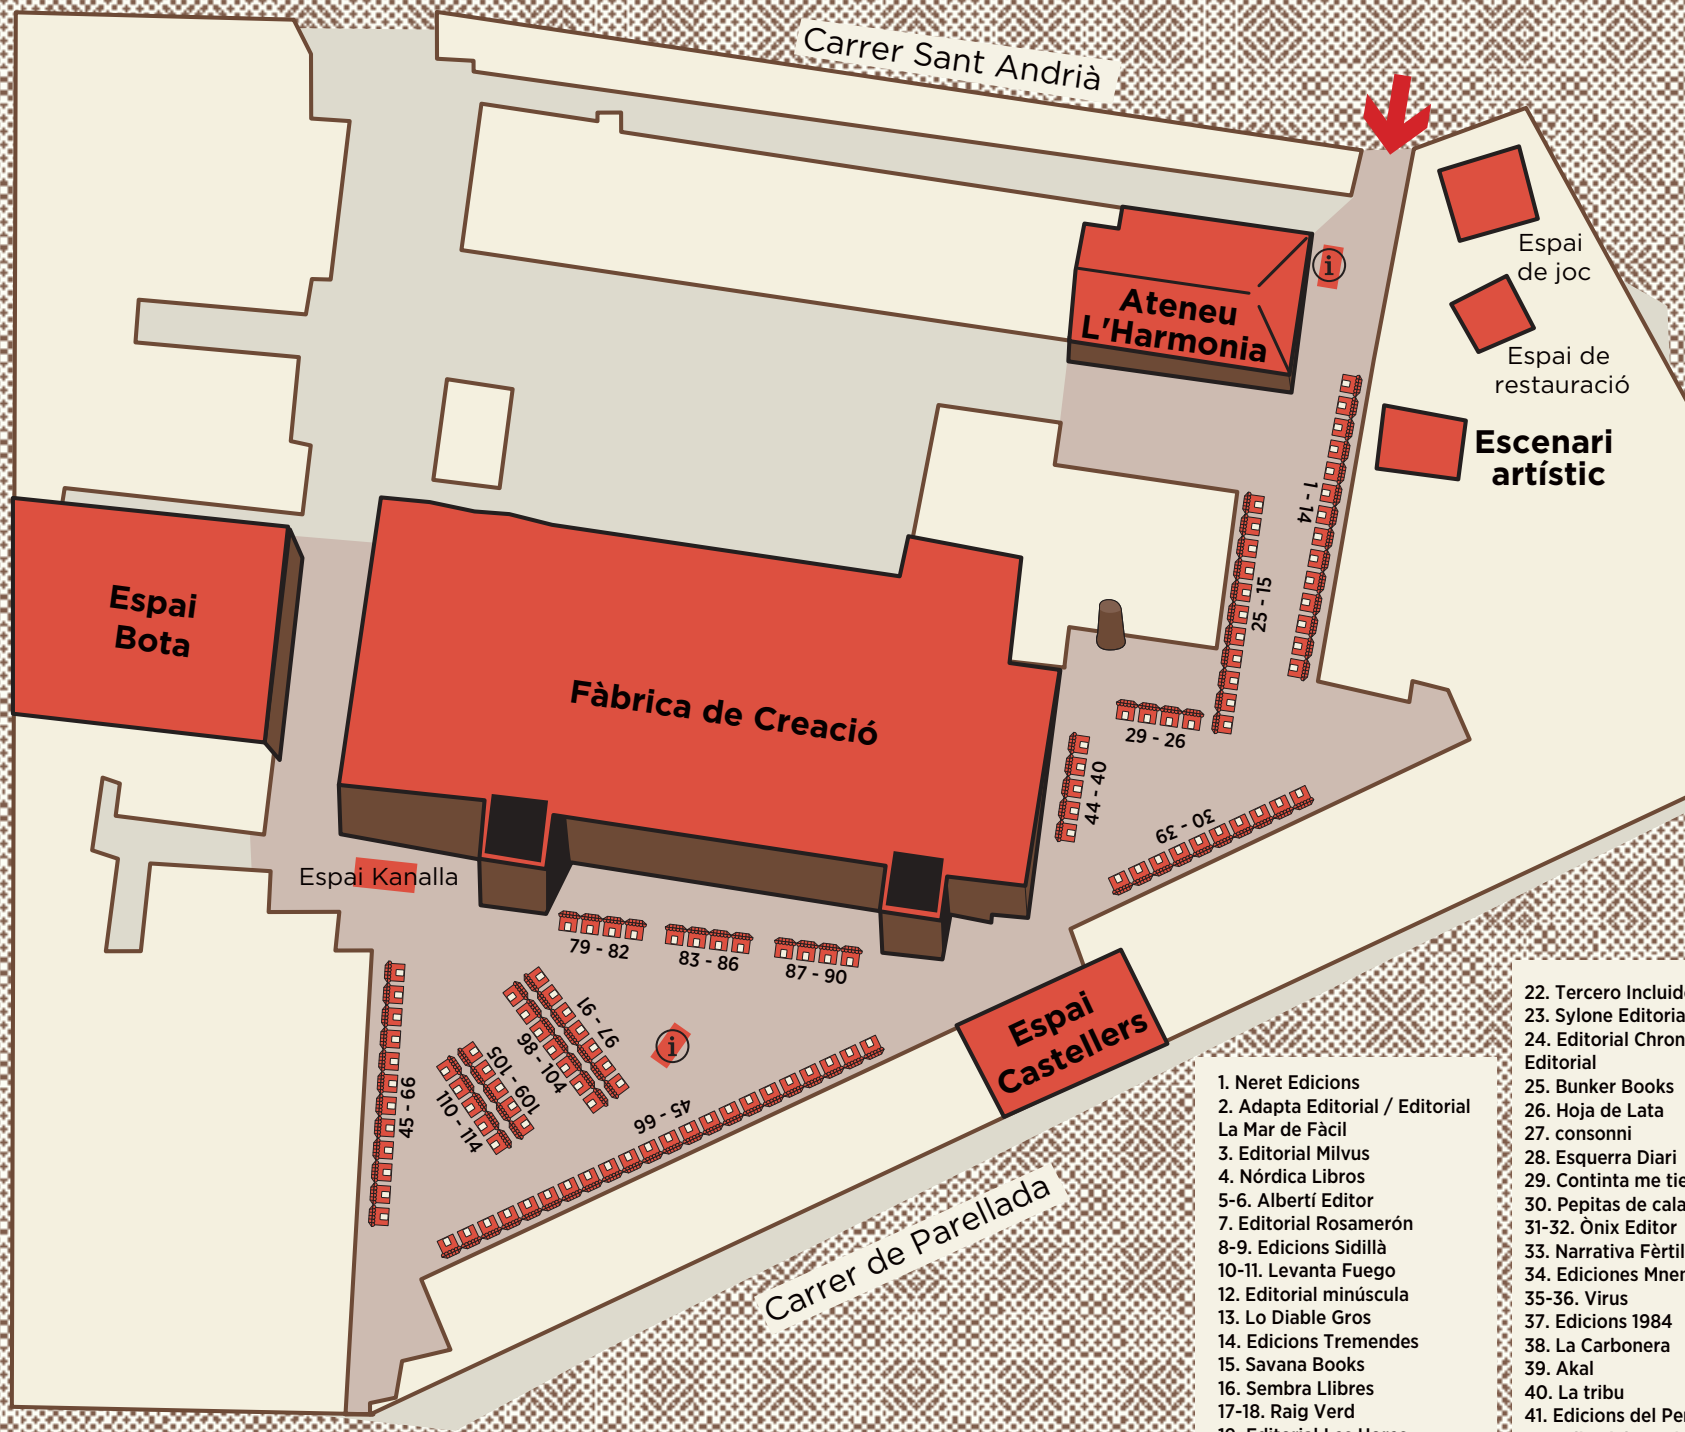 Carrer Sant Andrià
i
Espai
de joc
Ateneu
L'Harmonia
Espai de
restauració
Escenari
artístic
1 - 14
25 - 15
Espai
Bota
Fàbrica de Creació
29 - 26
44 - 40
30 - 39
Espai Kanalla
79 - 82
83 - 86
87 - 90
97 - 91
98 - 104
109 - 105
110 - 114
i
45 - 66
45 - 66
Espai
Castellers
Carrer de Parellada
1. Neret Edicions
2. Adapta Editorial / Editorial
La Mar de Fàcil
3. Editorial Milvus
4. Nórdica Libros
5-6. Albertí Editor
7. Editorial Rosamerón
8-9. Edicions Sidillà
10-11. Levanta Fuego
12. Editorial minúscula
13. Lo Diable Gros
14. Edicions Tremendes
15. Savana Books
16. Sembra Llibres
17-18. Raig Verd
22. Tercero
23. Sylone
24. Editorial
Editorial
25. Bunker Books
26. Hoja de Lata
27. consonni
28. Esquerra Diari
29. Continta me
30. Pepitas de
31-32. Ònix Editor
33. Narrativa
34. Ediciones
35-36. Virus
37. Edicions 1984
38. La Carbonera
39. Akal
40. La tribu
41. Edicions del